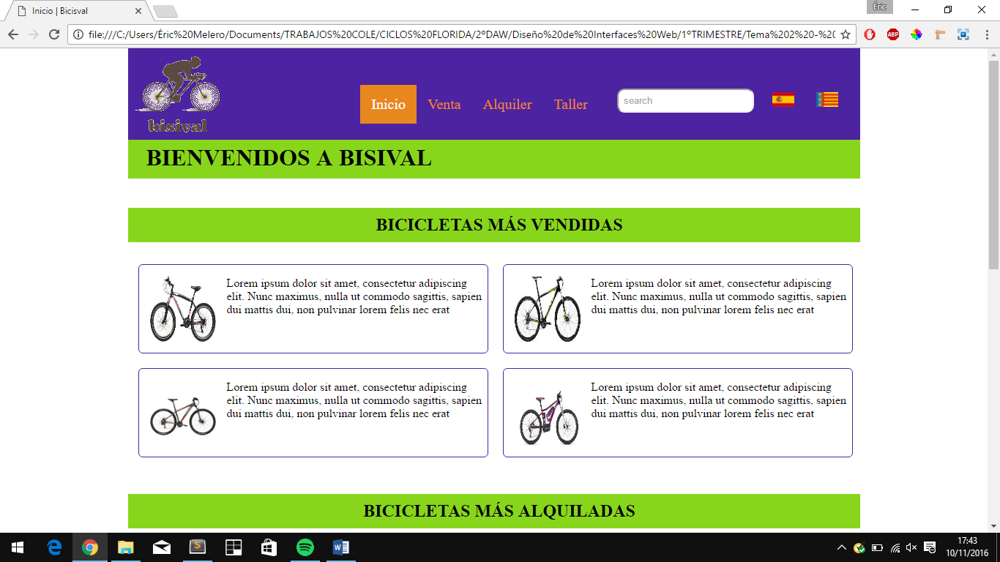 Inicio | Bicisval
Éric
file:///C:/Users/Éric%20Melero/Documents/TRABAJOS%20COLE/CICLOS%20FLORIDA/2ºDAW/Diseño%20de%20Interfaces%20Web/1ºTRIMESTRE/Tema%202%20-%20
ABP
bisival
Inicio
Venta
Alquiler
Taller
search
BIENVENIDOS A BISIVAL
BICICLETAS MÁS VENDIDAS
Lorem ipsum dolor sit amet, consectetur adipiscing
elit. Nunc maximus, nulla ut commodo sagittis, sapien
dui mattis dui, non pulvinar lorem felis nec erat
Lorem ipsum dolor sit amet, consectetur adipiscing
elit. Nunc maximus, nulla ut commodo sagittis, sapien
dui mattis dui, non pulvinar lorem felis nec erat
Lorem ipsum dolor sit amet, consectetur adipiscing
elit. Nunc maximus, nulla ut commodo sagittis, sapien
dui mattis dui, non pulvinar lorem felis nec erat
Lorem ipsum dolor sit amet, consectetur adipiscing
elit. Nunc maximus, nulla ut commodo sagittis, sapien
dui mattis dui, non pulvinar lorem felis nec erat
BICICLETAS MÁS ALQUILADAS
17:43
10/11/2016